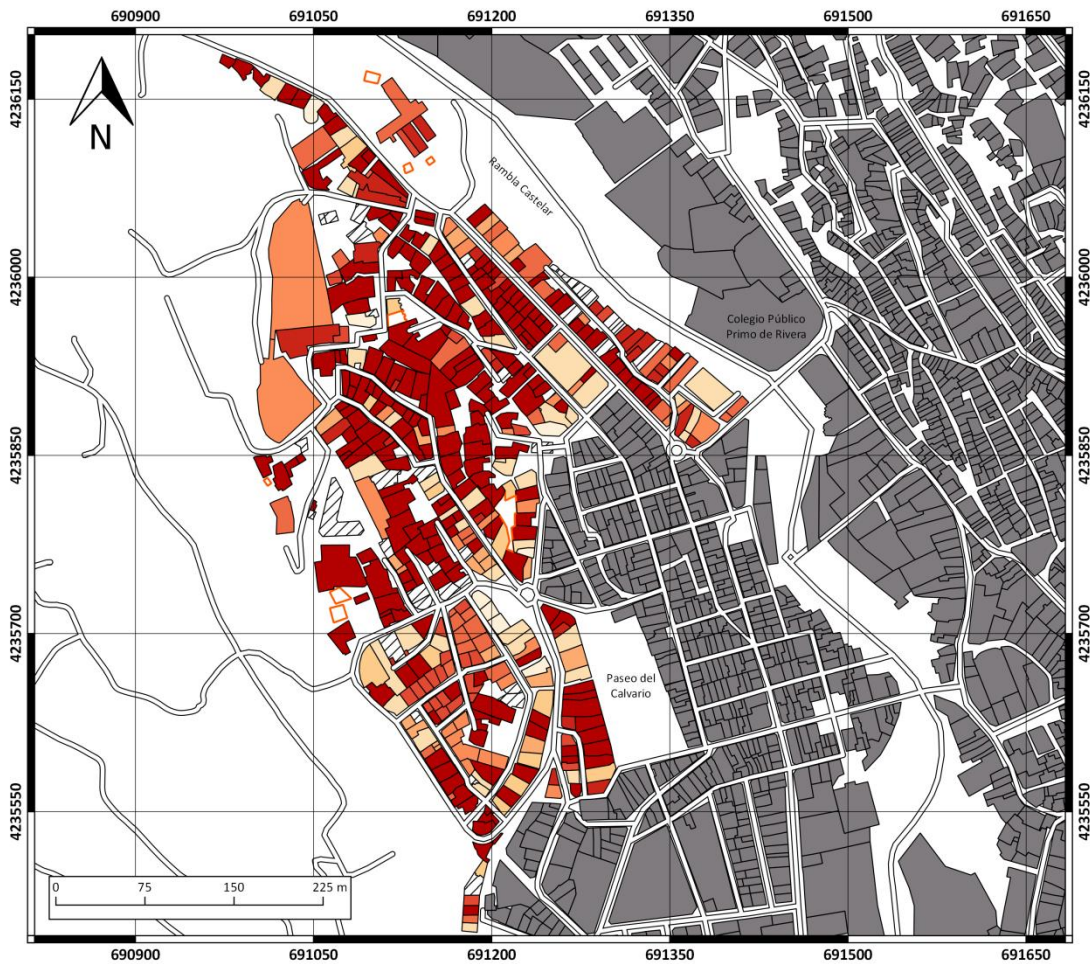 690900 691050 691200 691350 691500 691650
4236150 4236150
N
Rambla Castelar
4236000 4236000
Colegio Público
Primo de Rivera
4235850 4235850
4235700 4235700
Paseo del
Calvario
4235550 4235550
0 75 150 225 m
690900 691050 691200 691350 691500 691650